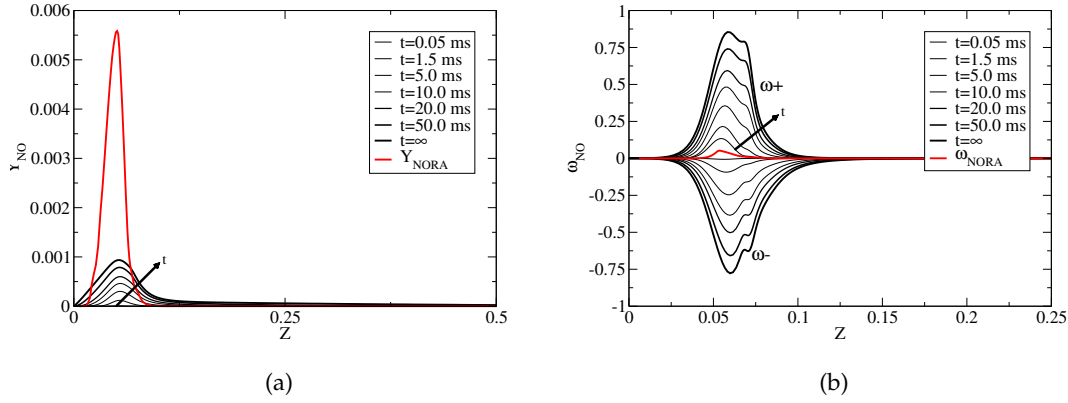 0.006
0.005
0.004
0.003
0.002
0.001
0
Y_NO
0
0.25
0.5
Z
t=0.05 ms
t=1.5 ms
t=5.0 ms
t=10.0 ms
t=20.0 ms
t=50.0 ms
t=∞
Y_NORA
t
(a)
1
0.75
0.5
0.25
0
-0.25
-0.5
-0.75
-1
ω_NO
0
0.05
0.1
0.15
0.2
0.25
Z
t=0.05 ms
t=1.5 ms
t=5.0 ms
t=10.0 ms
t=20.0 ms
t=50.0 ms
t=∞
ω_NORA
ω+
t
ω-
(b)